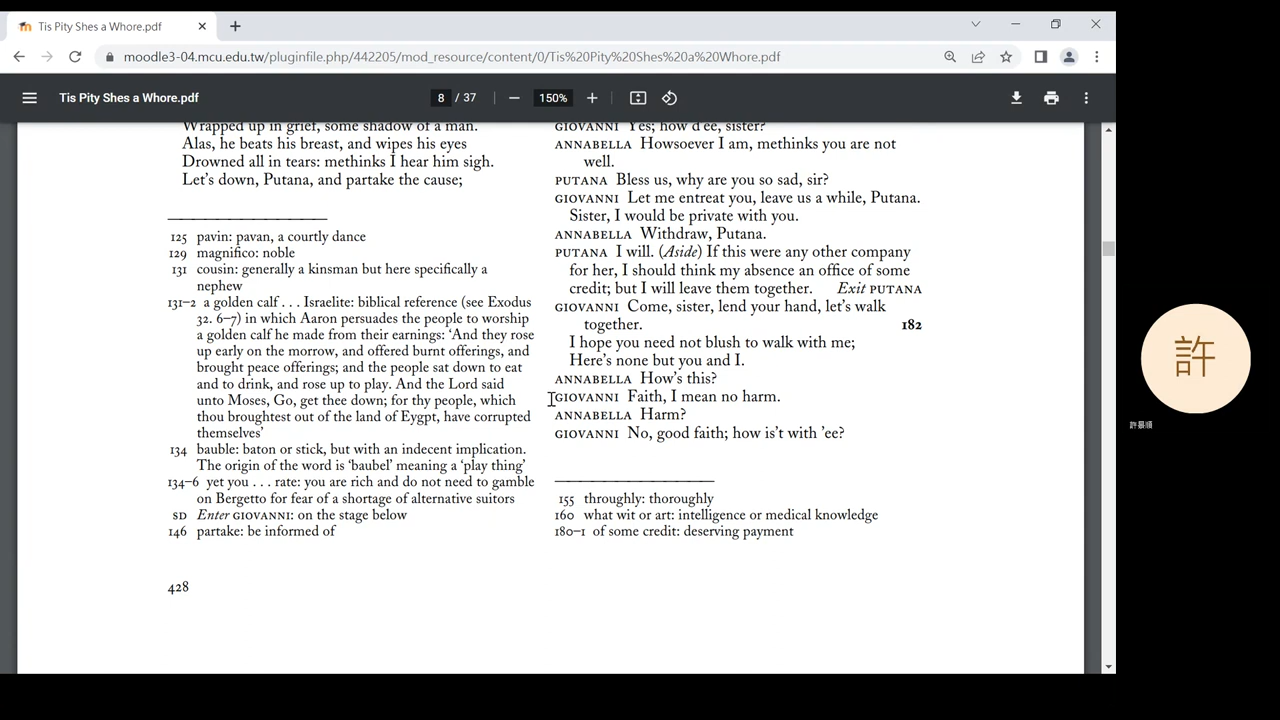 Tis Pity Shes a Whore.pdf
moodle3-04.mcu.edu.tw/pluginfile.php/442205/mod_resource/content/0/Tis%20Pity%20Shes%20a%20Whore.pdf
Tis Pity Shes a Whore.pdf
8 / 37
150%
Wrapped up in grief, some shadow of a man.
Alas, he beats his breast, and wipes his eyes
Drowned all in tears: methinks I hear him sigh.
Let's down, Putana, and partake the cause;
125 pavin: pavan, a courtly dance
129 magnifico: noble
131 cousin: generally a kinsman but here specifically a
nephew
131–2 a golden calf . . . Israelite: biblical reference (see Exodus
32. 6–7) in which Aaron persuades the people to worship
a golden calf he made from their earnings: 'And they rose
up early on the morrow, and offered burnt offerings, and
brought peace offerings; and the people sat down to eat
and to drink, and rose up to play. And the Lord said
unto Moses, Go, get thee down; for thy people, which
thou broughtest out of the land of Eygpt, have corrupted
themselves'
134 bauble: baton or stick, but with an indecent implication.
The origin of the word is 'baubel' meaning a 'play thing'
134–6 yet you . . . rate: you are rich and do not need to gamble
on Bergetto for fear of a shortage of alternative suitors
SD Enter GIOVANNI: on the stage below
146 partake: be informed of
428
GIOVANNI Yes; how d'ee, sister?
ANNABELLA Howsoever I am, methinks you are not
well.
PUTANA Bless us, why are you so sad, sir?
GIOVANNI Let me entreat you, leave us a while, Putana.
Sister, I would be private with you.
ANNABELLA Withdraw, Putana.
PUTANA I will. (Aside) If this were any other company
for her, I should think my absence an office of some
credit; but I will leave them together. Exit PUTANA
GIOVANNI Come, sister, lend your hand, let's walk
together. 182
I hope you need not blush to walk with me;
Here's none but you and I.
ANNABELLA How's this?
GIOVANNI Faith, I mean no harm.
ANNABELLA Harm?
GIOVANNI No, good faith; how is't with 'ee?
155 throughly: thoroughly
160 what wit or art: intelligence or medical knowledge
180–1 of some credit: deserving payment
許
許景順